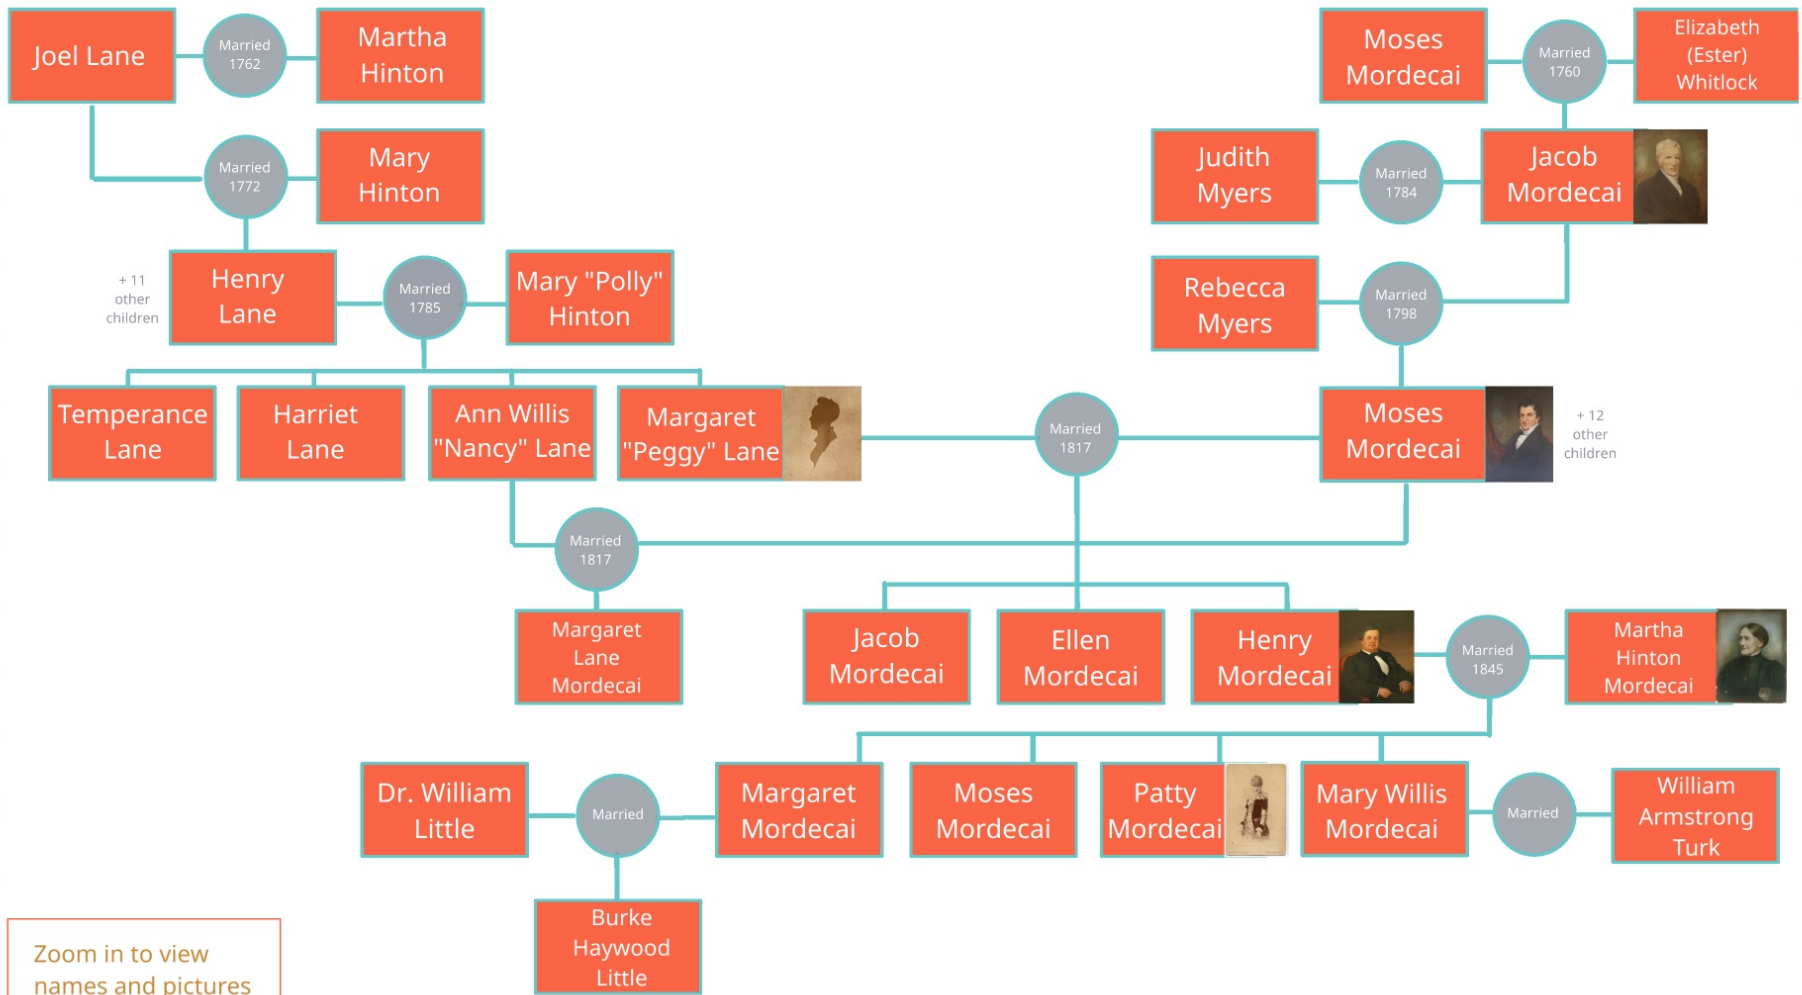 Joel Lane
Married
1762
Martha
Hinton
Moses
Mordecai
Married
1760
Elizabeth
(Ester)
Whitlock
Married
1772
Mary
Hinton
Judith
Myers
Married
1784
Jacob
Mordecai
+ 11
other
children
Henry
Lane
Married
1785
Mary "Polly"
Hinton
Rebecca
Myers
Married
1798
Temperance
Lane
Harriet
Lane
Ann Willis
"Nancy" Lane
Margaret
"Peggy" Lane
Married
1817
Moses
Mordecai
+ 12
other
children
Married
1817
Margaret
Lane
Mordecai
Jacob
Mordecai
Ellen
Mordecai
Henry
Mordecai
Married
1845
Martha
Hinton
Mordecai
Dr. William
Little
Married
Margaret
Mordecai
Moses
Mordecai
Patty
Mordecai
Mary Willis
Mordecai
Married
William
Armstrong
Turk
Burke
Haywood
Little
Zoom in to view
names and pictures